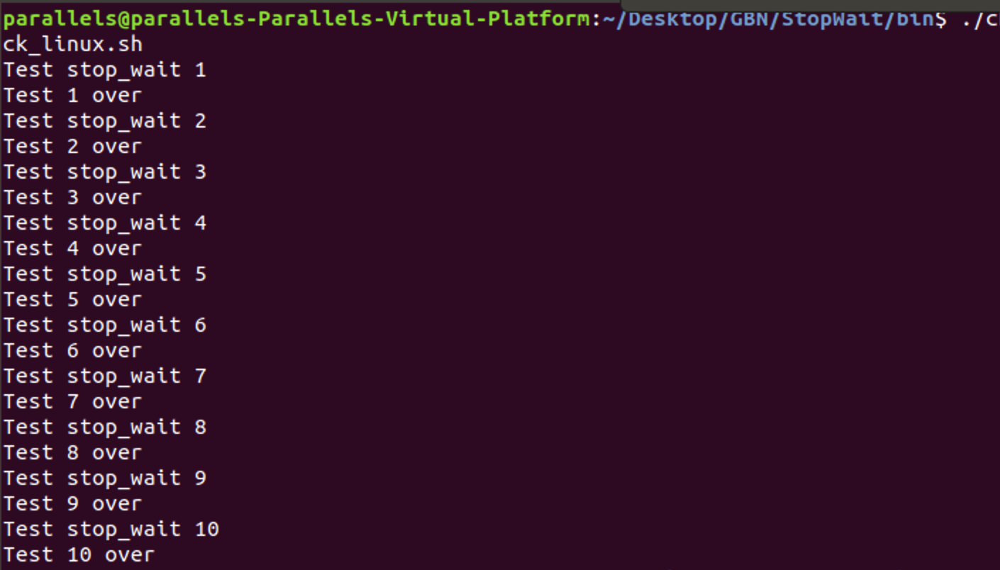 parallels@parallels-Parallels-Virtual-Platform:~/Desktop/GBN/StopWait/bin$ ./c
ck_linux.sh
Test stop_wait 1
Test 1 over
Test stop_wait 2
Test 2 over
Test stop_wait 3
Test 3 over
Test stop_wait 4
Test 4 over
Test stop_wait 5
Test 5 over
Test stop_wait 6
Test 6 over
Test stop_wait 7
Test 7 over
Test stop_wait 8
Test 8 over
Test stop_wait 9
Test 9 over
Test stop_wait 10
Test 10 over